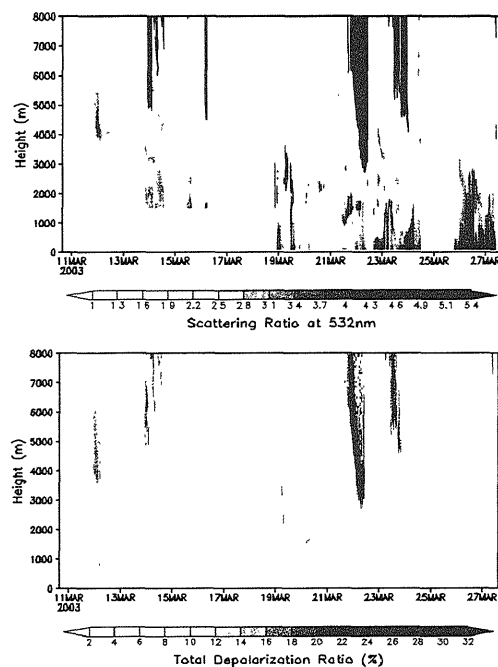 8000
7000
6000
5000
4000
3000
2000
1000
0
Height (m)
11MAR 13MAR 15MAR 17MAR 19MAR 21MAR 23MAR 25MAR 27MAR
2003
1 1.3 1.6 1.9 2.2 2.5 2.8 3.1 3.4 3.7 4 4.3 4.6 4.9 5.1 5.4
Scattering Ratio at 532nm
8000
7000
6000
5000
4000
3000
2000
1000
0
Height (m)
11MAR 13MAR 15MAR 17MAR 19MAR 21MAR 23MAR 25MAR 27MAR
2003
2 6 8 10 12 14 16 18 20 21 22 24 26 28 30 32
Total Depolarization Ratio (%)